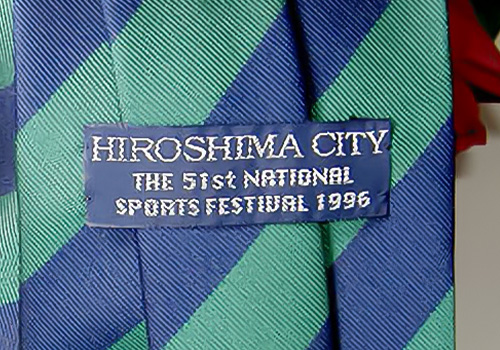 HIROSHIMA CITY
THE 51st NATIONAL
SPORTS FESTIVAL 1996